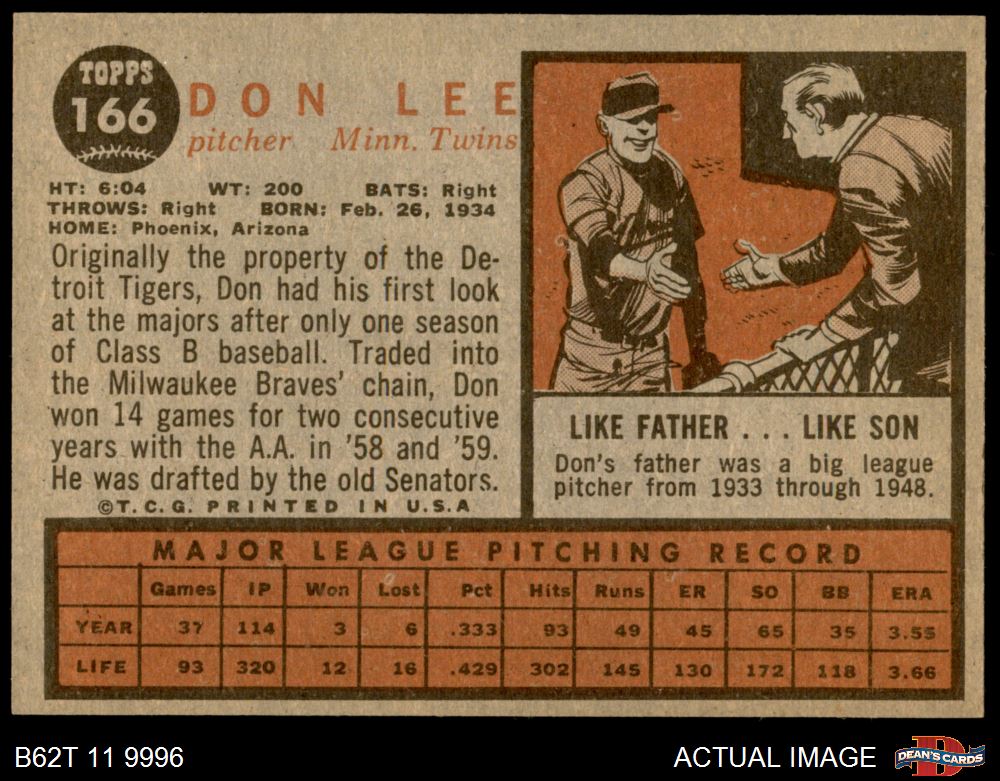 TOPPS
166
DON LEE
pitcher Minn. Twins
HT: 6:04 WT: 200 BATS: Right
THROWS: Right BORN: Feb. 26, 1934
HOME: Phoenix, Arizona
Originally the property of the De-
troit Tigers, Don had his first look
at the majors after only one season
of Class B baseball. Traded into
the Milwaukee Braves' chain, Don
won 14 games for two consecutive
years with the A.A. in '58 and '59.
He was drafted by the old Senators.
©T.C.G. PRINTED IN U.S.A
LIKE FATHER . . . LIKE SON
Don's father was a big league
pitcher from 1933 through 1948.
MAJOR LEAGUE PITCHING RECORD
Games IP Won Lost Pct Hits Runs ER SO BB ERA
YEAR 37 114 3 6 .333 93 49 45 65 35 3.55
LIFE 93 320 12 16 .429 302 145 130 172 118 3.66
B62T 11 9996
ACTUAL IMAGE
D
DEAN'S CARDS